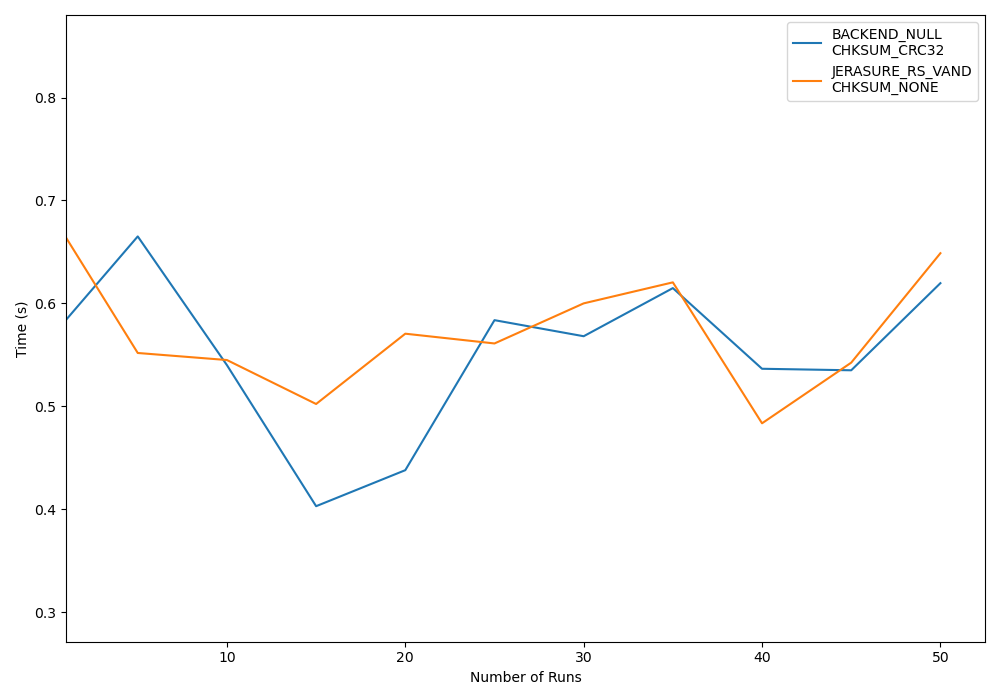 BACKEND_NULL
CHKSUM_CRC32
JERASURE_RS_VAND
CHKSUM_NONE
0.8
0.7
0.6
0.5
0.4
0.3
Time (s)
10 20 30 40 50
Number of Runs